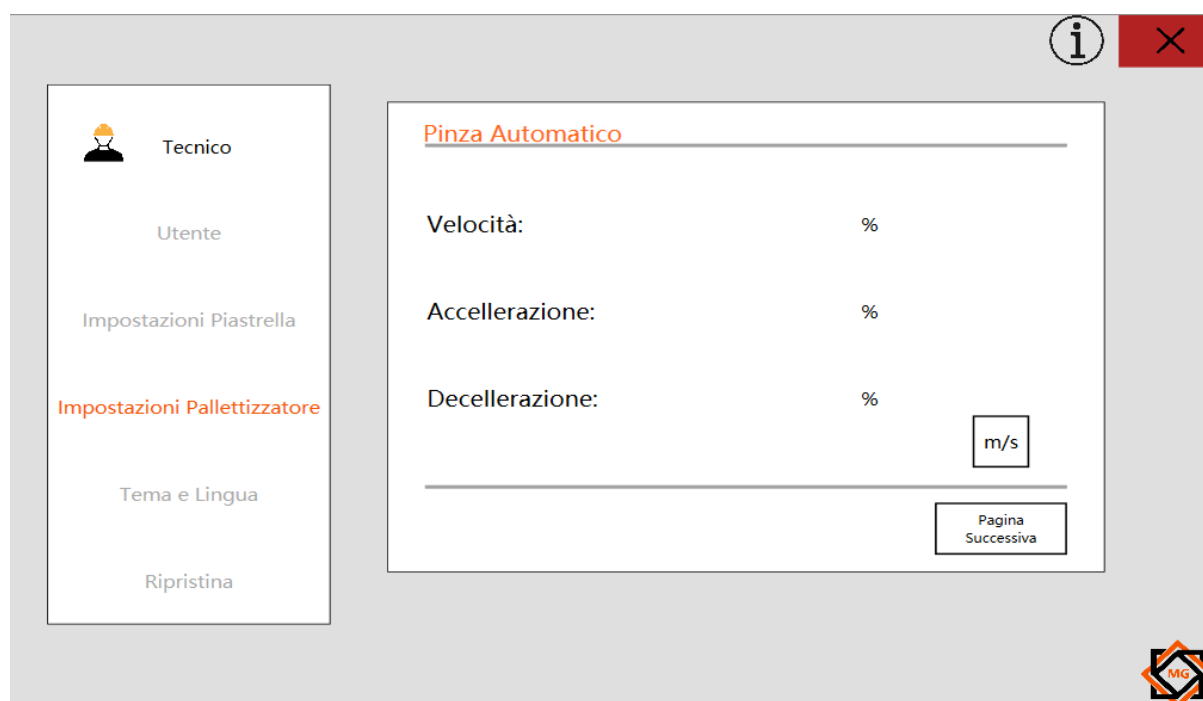 Tecnico
Utente
Impostazioni Piastrella
Impostazioni Pallettizzatore
Tema e Lingua
Ripristina
Pinza Automatico
Velocità: %
Accellerazione: %
Decellerazione: %
m/s
Pagina
Successiva
MG